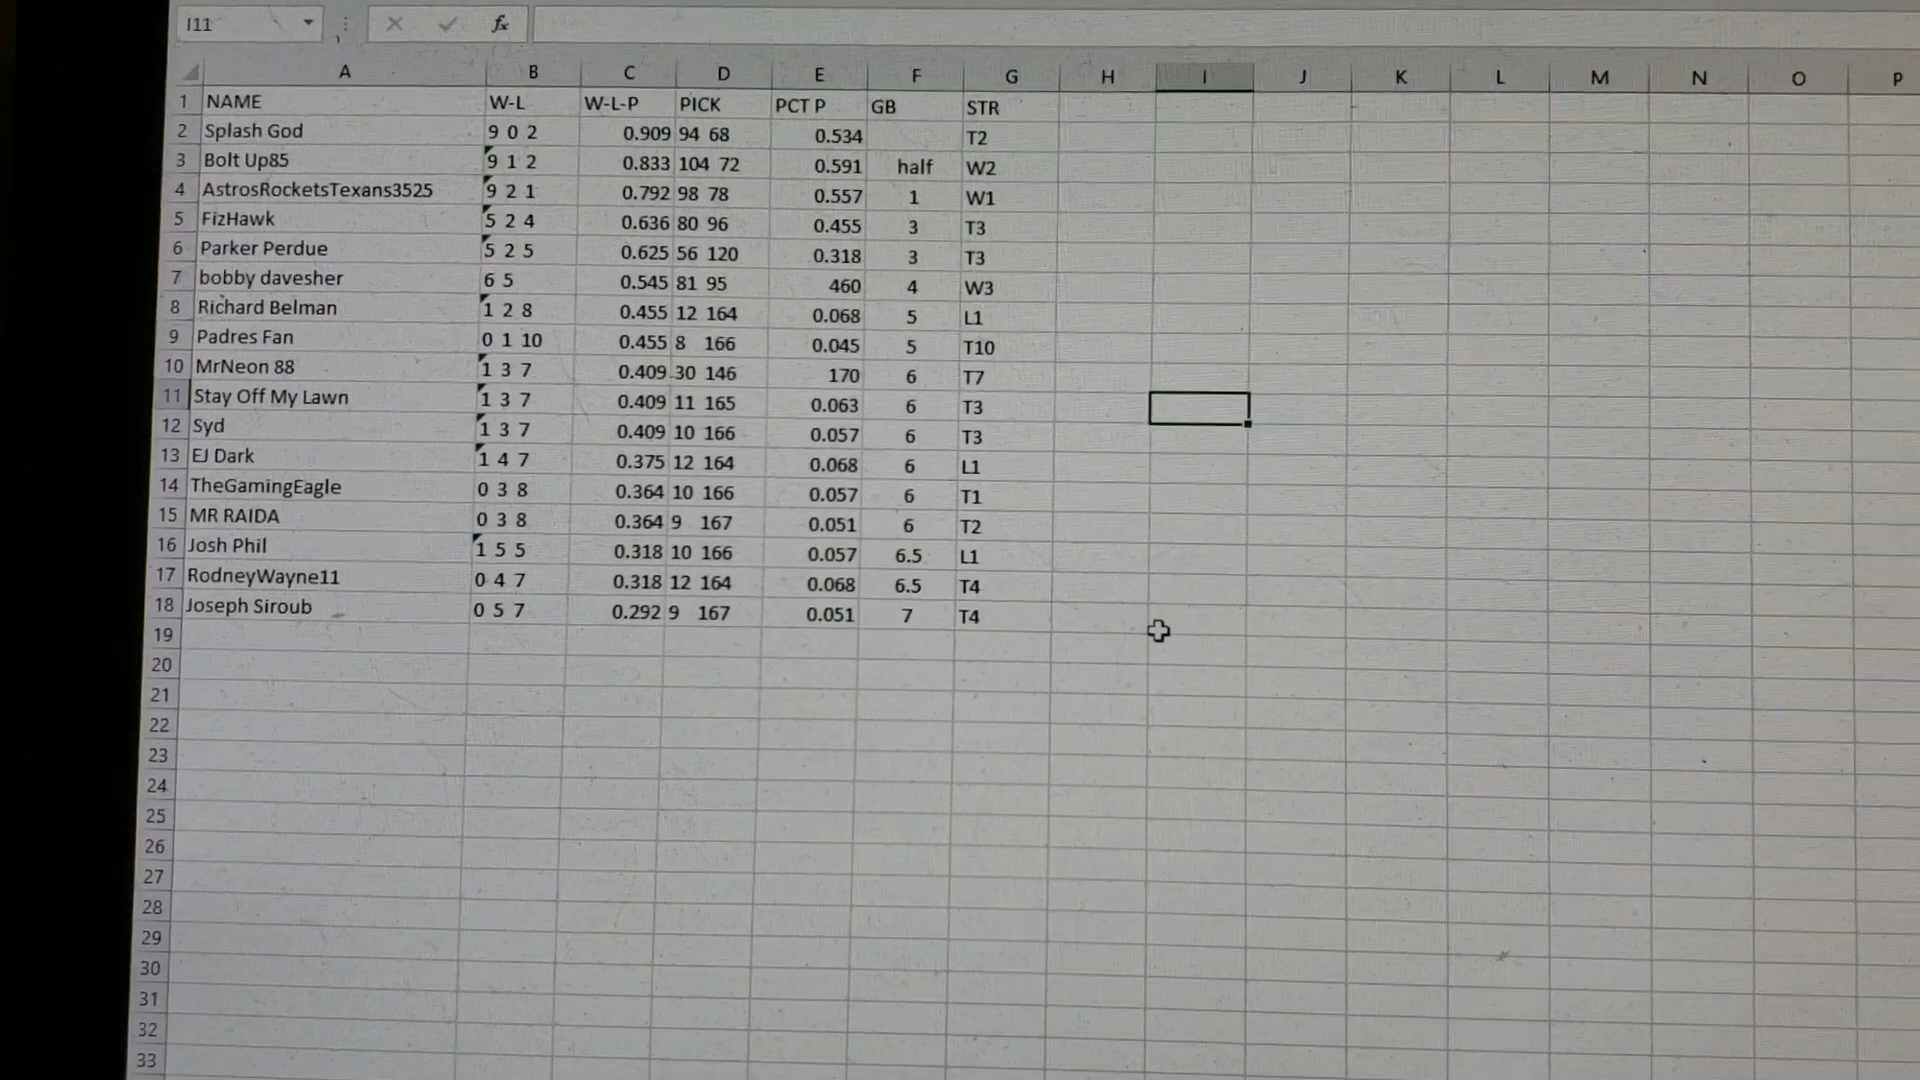 I11 fx
A B C D E F G H I J K L M N O P
1 NAME W-L W-L-P PICK PCT P GB STR
2 Splash God 9 0 2 0.909 94 68 0.534 T2
3 Bolt Up85 9 1 2 0.833 104 72 0.591 half W2
4 AstrosRocketsTexans3525 9 2 1 0.792 98 78 0.557 1 W1
5 FizHawk 5 2 4 0.636 80 96 0.455 3 T3
6 Parker Perdue 5 2 5 0.625 56 120 0.318 3 T3
7 bobby davesher 6 5 0.545 81 95 460 4 W3
8 Richard Belman 1 2 8 0.455 12 164 0.068 5 L1
9 Padres Fan 0 1 10 0.455 8 166 0.045 5 T10
10 MrNeon 88 1 3 7 0.409 30 146 170 6 T7
11 Stay Off My Lawn 1 3 7 0.409 11 165 0.063 6 T3
12 Syd 1 3 7 0.409 10 166 0.057 6 T3
13 EJ Dark 1 4 7 0.375 12 164 0.068 6 L1
14 TheGamingEagle 0 3 8 0.364 10 166 0.057 6 T1
15 MR RAIDA 0 3 8 0.364 9 167 0.051 6 T2
16 Josh Phil 1 5 5 0.318 10 166 0.057 6.5 L1
17 RodneyWayne11 0 4 7 0.318 12 164 0.068 6.5 T4
18 Joseph Siroub 0 5 7 0.292 9 167 0.051 7 T4
19
20
21
22
23
24
25
26
27
28
29
30
31
32
33